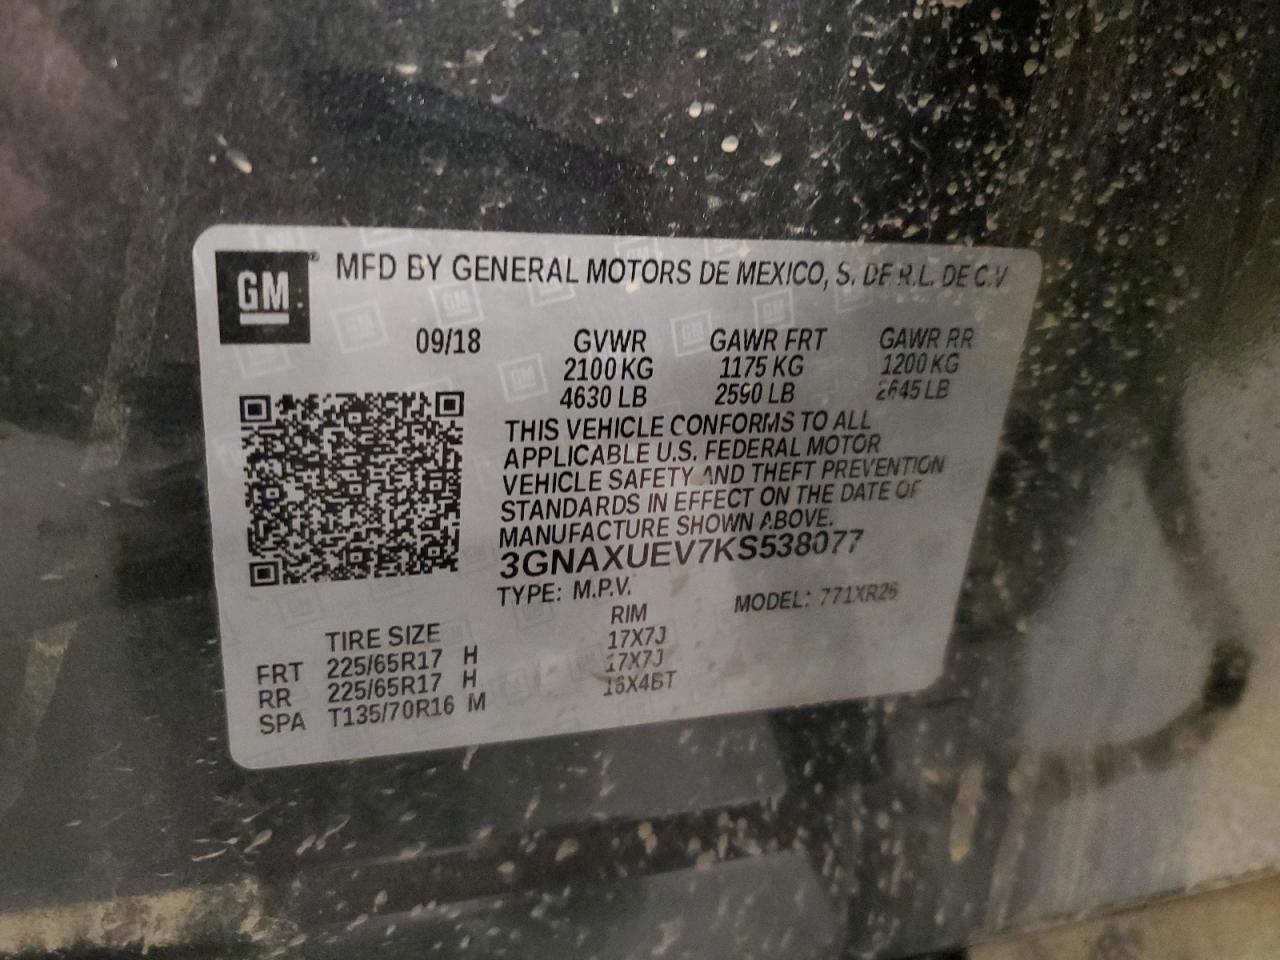 GM ® MFD BY GENERAL MOTORS DE MEXICO, S. DE R.L. DE C.V
09/18 GVWR GAWR FRT GAWR RR
2100 KG 1175 KG 1200 KG
4630 LB 2590 LB 2645 LB
THIS VEHICLE CONFORMS TO ALL
APPLICABLE U.S. FEDERAL MOTOR
VEHICLE SAFETY AND THEFT PREVENTION
STANDARDS IN EFFECT ON THE DATE OF
MANUFACTURE SHOWN ABOVE.
3GNAXUEV7KS538077
TYPE: M.P.V. MODEL: 771XR26
TIRE SIZE RIM
FRT 225/65R17 H 17X7J
RR 225/65R17 H 17X7J
SPA T135/70R16 M 16X4BT